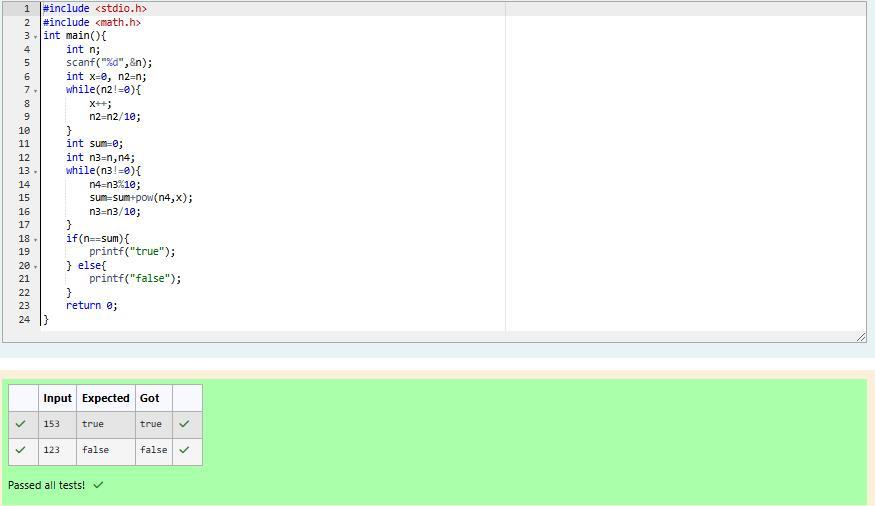 1 #include <stdio.h>
2 #include <math.h>
3 int main(){
4     int n;
5     scanf("%d",&n);
6     int x=0, n2=n;
7     while(n2!=0){
8         x++;
9         n2=n2/10;
10     }
11     int sum=0;
12     int n3=n,n4;
13     while(n3!=0){
14         n4=n3%10;
15         sum=sum+pow(n4,x);
16         n3=n3/10;
17     }
18     if(n==sum){
19         printf("true");
20     } else{
21         printf("false");
22     }
23     return 0;
24 }
Input Expected Got
153 true true
123 false false
Passed all tests!